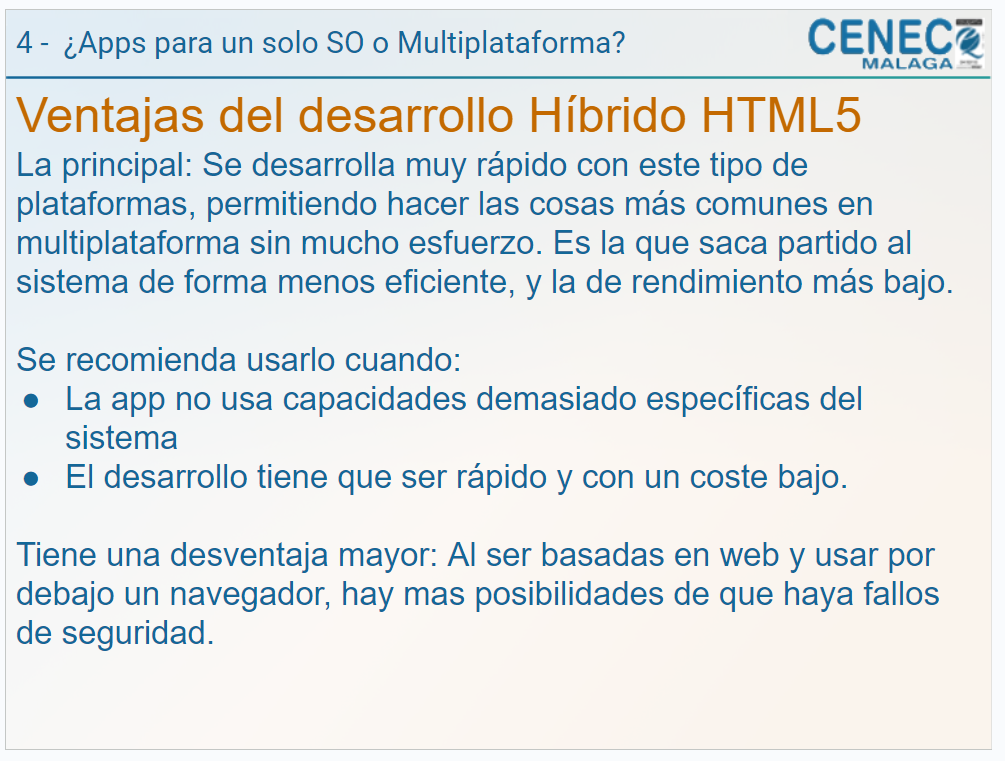 4 -  ¿Apps para un solo SO o Multiplataforma?
CENEC
MALAGA
Ventajas del desarrollo Híbrido HTML5
La principal: Se desarrolla muy rápido con este tipo de
plataformas, permitiendo hacer las cosas más comunes en
multiplataforma sin mucho esfuerzo. Es la que saca partido al
sistema de forma menos eficiente, y la de rendimiento más bajo.
Se recomienda usarlo cuando:
● La app no usa capacidades demasiado específicas del
sistema
● El desarrollo tiene que ser rápido y con un coste bajo.
Tiene una desventaja mayor: Al ser basadas en web y usar por
debajo un navegador, hay mas posibilidades de que haya fallos
de seguridad.